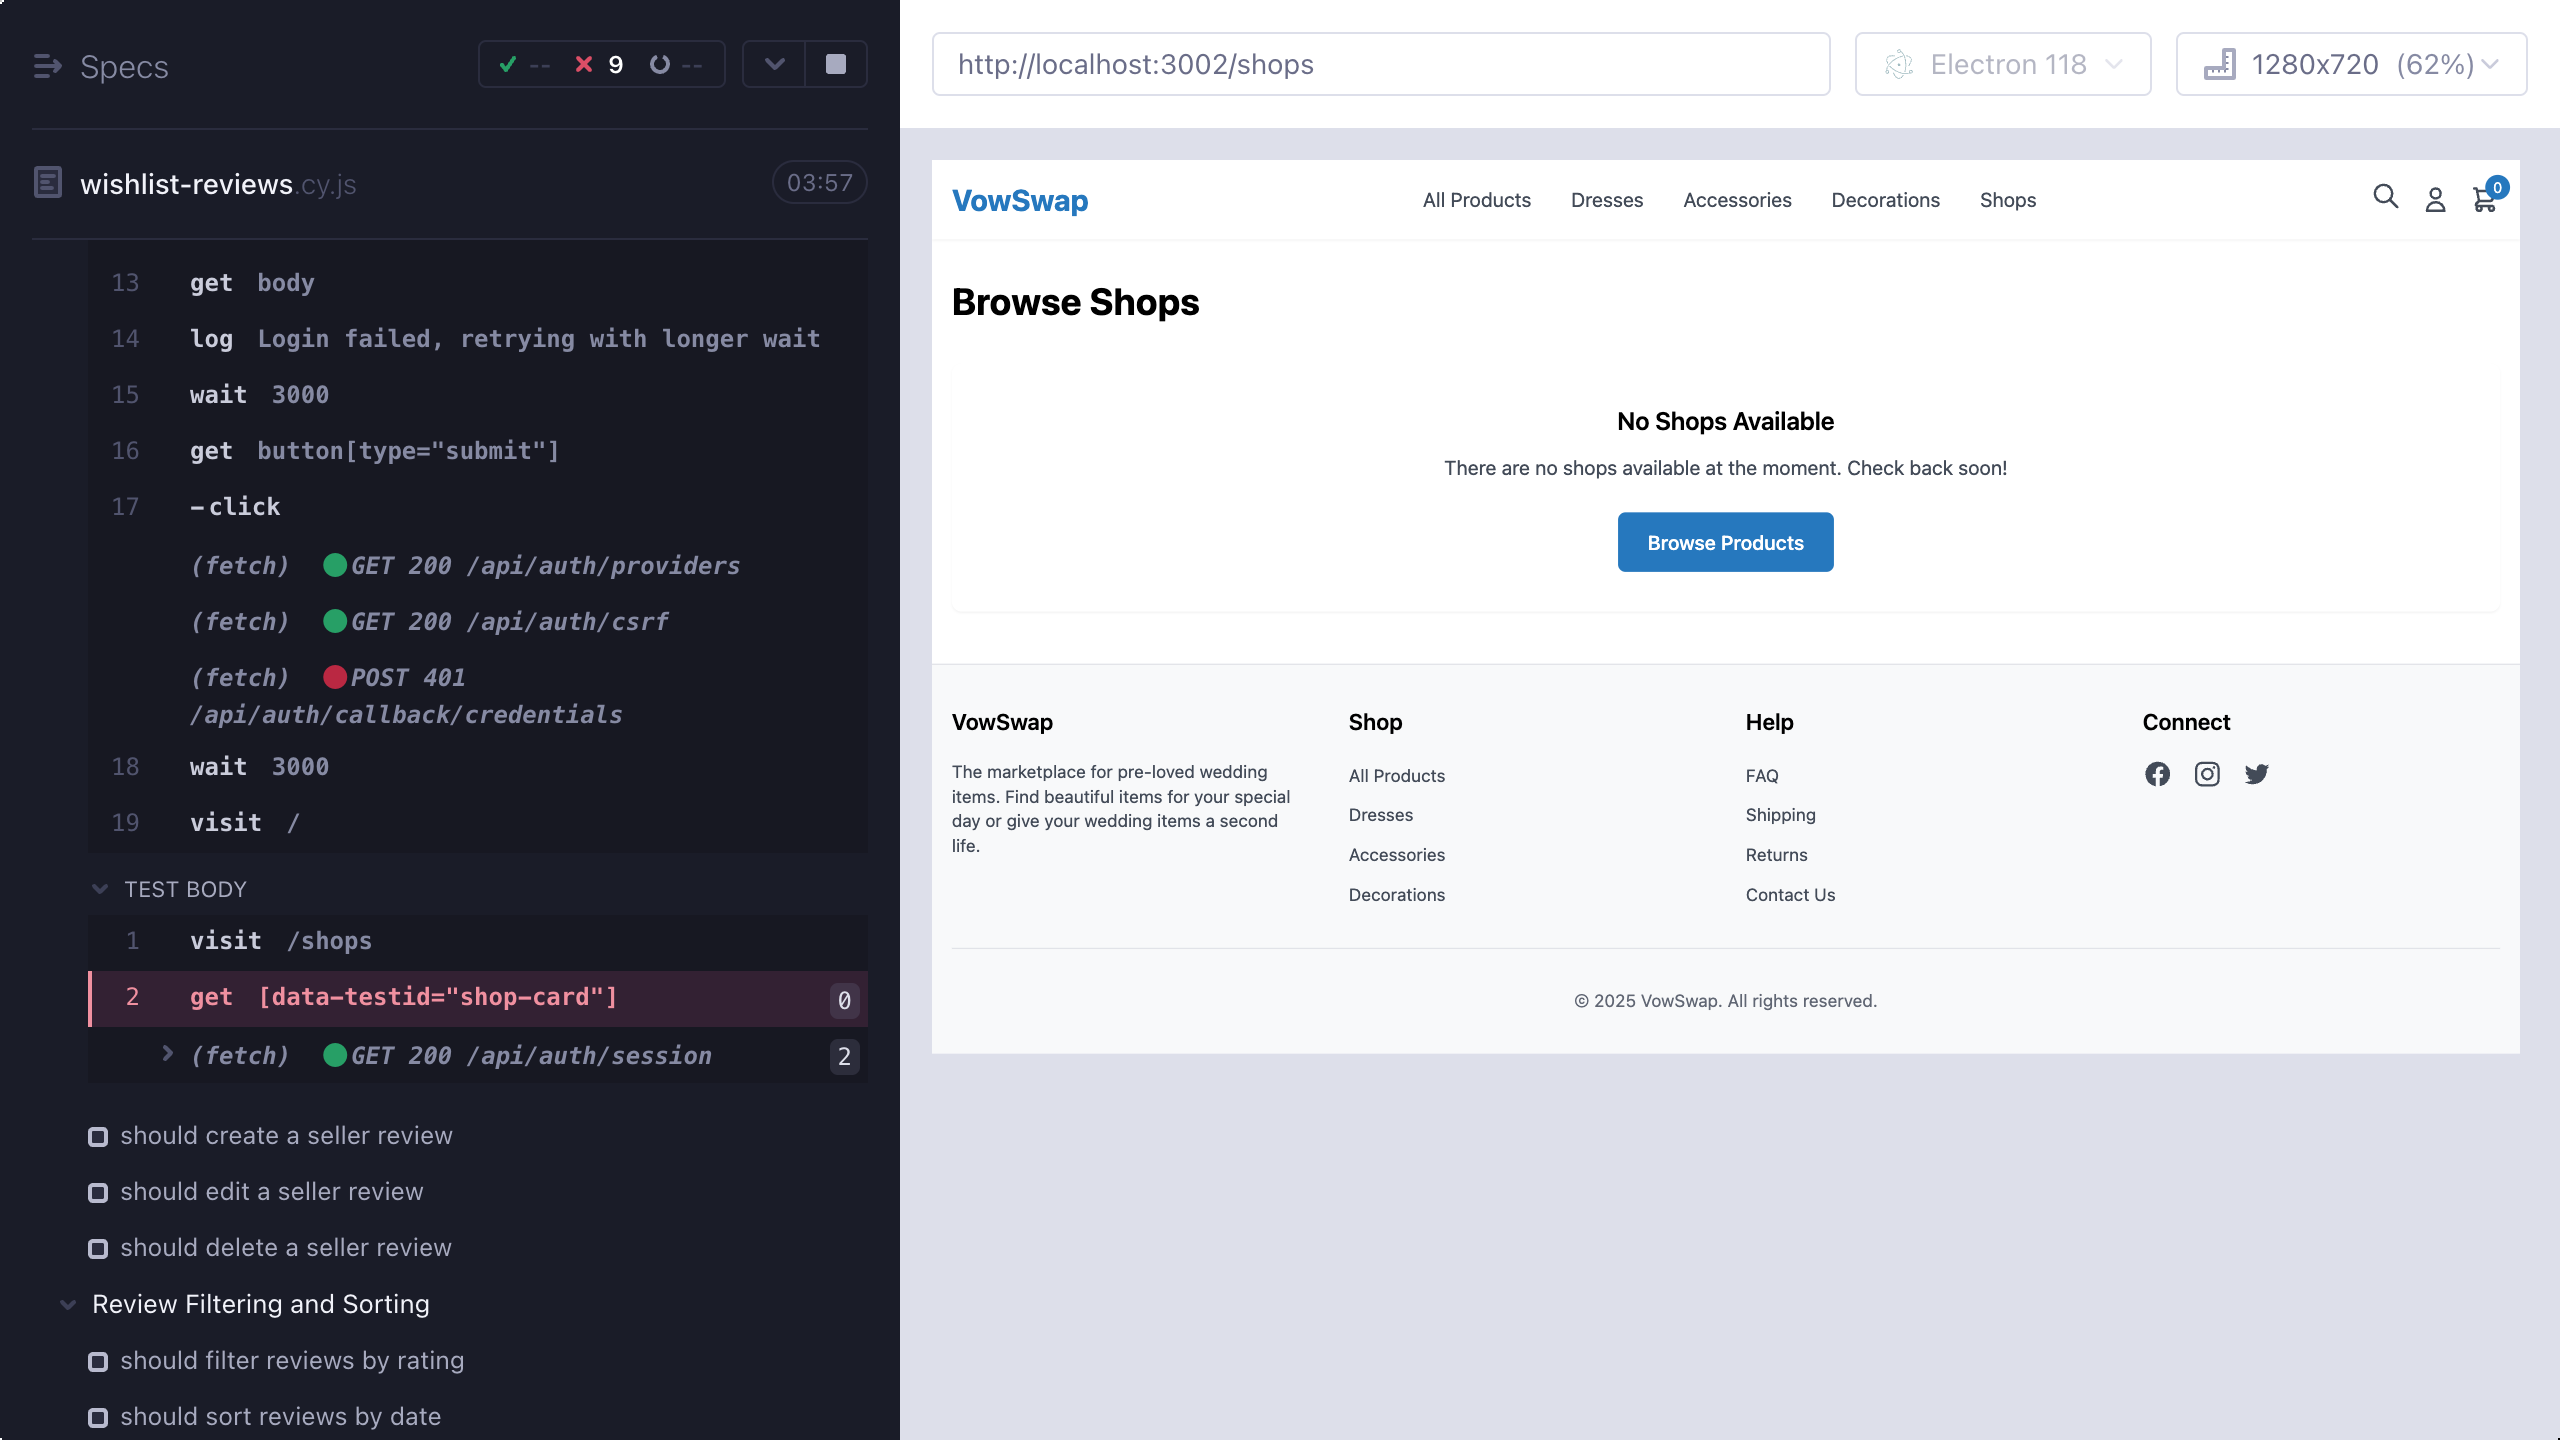 Specs
-- 9 --
wishlist-reviews.cy.js 03:57
13 get body
14 log Login failed, retrying with longer wait
15 wait 3000
16 get button[type="submit"]
17 -click
(fetch) GET 200 /api/auth/providers
(fetch) GET 200 /api/auth/csrf
(fetch) POST 401
/api/auth/callback/credentials
18 wait 3000
19 visit /
TEST BODY
1 visit /shops
2 get [data-testid="shop-card"] 0
(fetch) GET 200 /api/auth/session 2
should create a seller review
should edit a seller review
should delete a seller review
Review Filtering and Sorting
should filter reviews by rating
should sort reviews by date
http://localhost:3002/shops
Electron 118
1280x720 (62%)
VowSwap
All Products Dresses Accessories Decorations Shops
0
Browse Shops
No Shops Available
There are no shops available at the moment. Check back soon!
Browse Products
VowSwap
The marketplace for pre-loved wedding
items. Find beautiful items for your special
day or give your wedding items a second
life.
Shop
All Products
Dresses
Accessories
Decorations
Help
FAQ
Shipping
Returns
Contact Us
Connect
© 2025 VowSwap. All rights reserved.